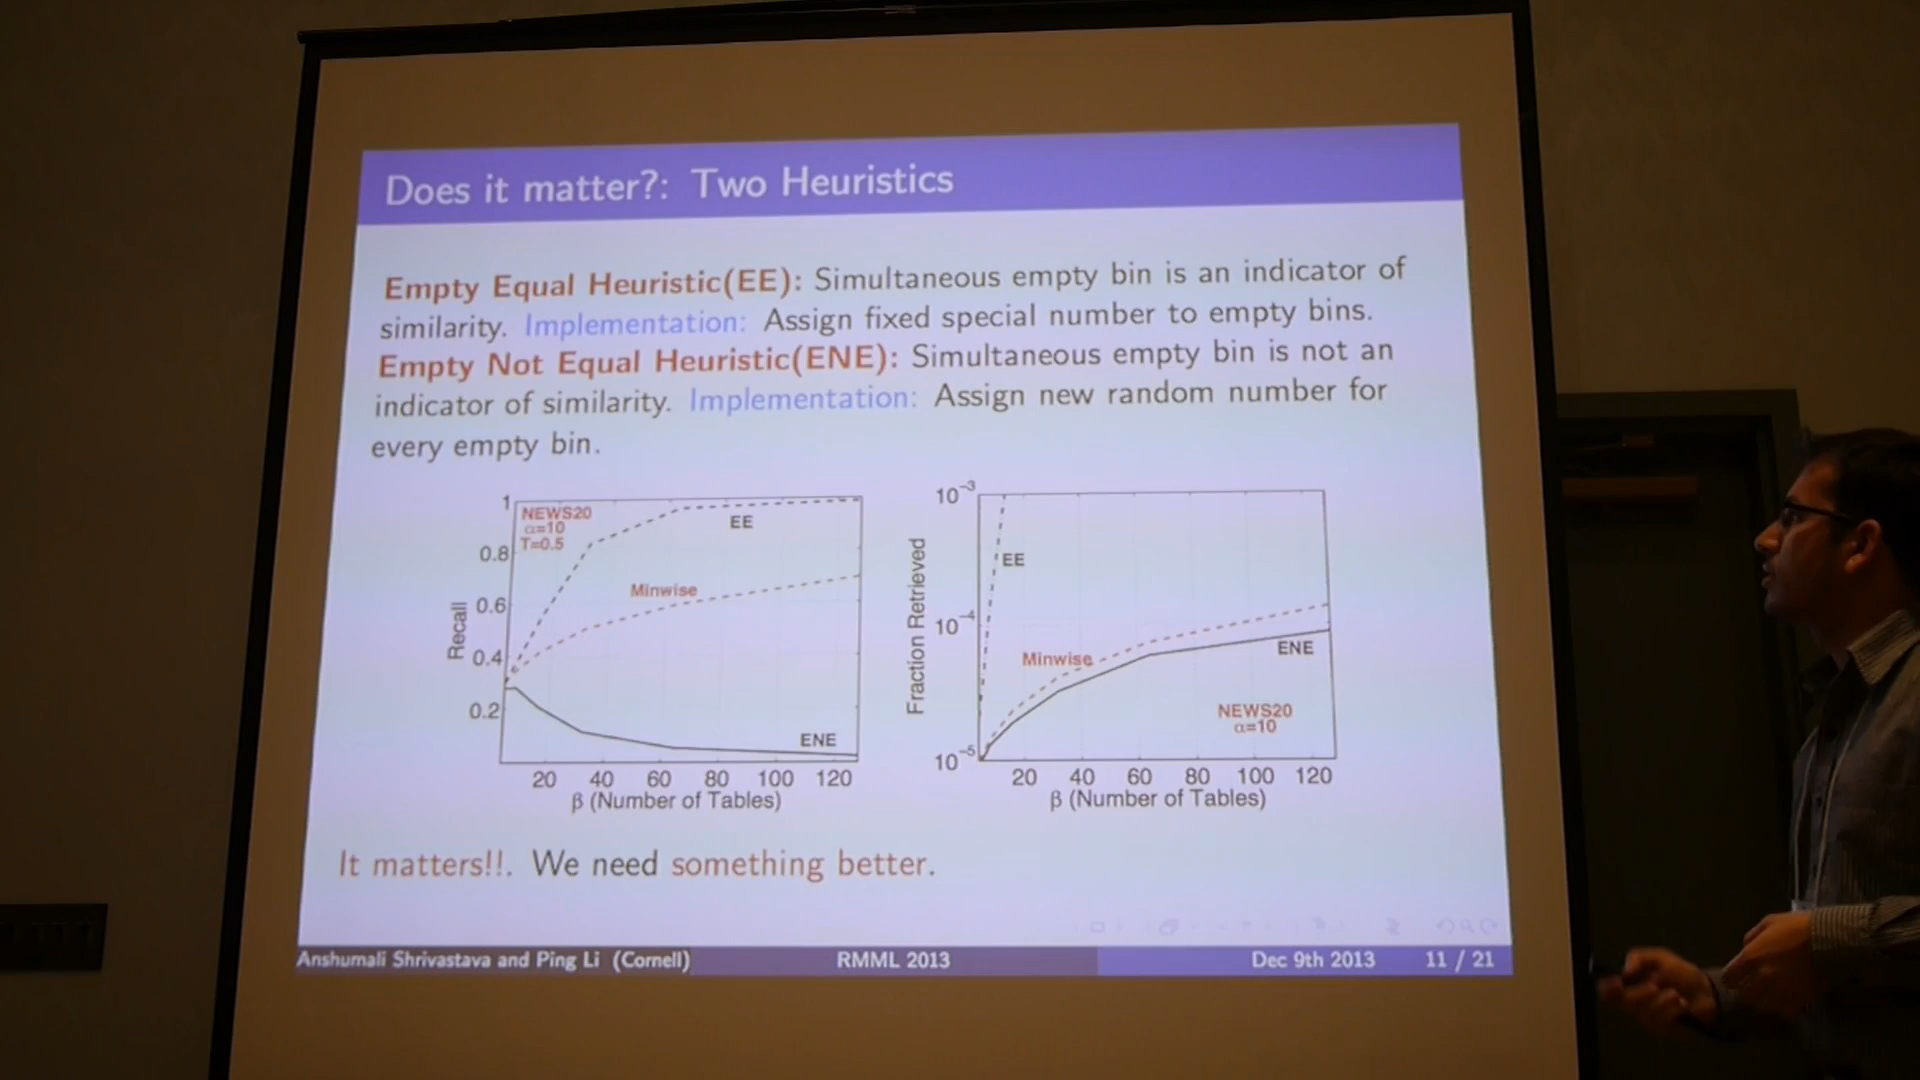 Does it matter?: Two Heuristics
Empty Equal Heuristic(EE): Simultaneous empty bin is an indicator of
similarity. Implementation: Assign fixed special number to empty bins.
Empty Not Equal Heuristic(ENE): Simultaneous empty bin is not an
indicator of similarity. Implementation: Assign new random number for
every empty bin.
1
0.8
0.6
0.4
0.2
Recall
NEWS20
α=10
T=0.5
EE
Minwise
ENE
20 40 60 80 100 120
β (Number of Tables)
10⁻³
10⁻⁴
10⁻⁵
Fraction Retrieved
EE
Minwise
ENE
NEWS20
α=10
20 40 60 80 100 120
β (Number of Tables)
It matters!!. We need something better.
Anshumali Shrivastava and Ping Li (Cornell) RMML 2013 Dec 9th 2013 11 / 21